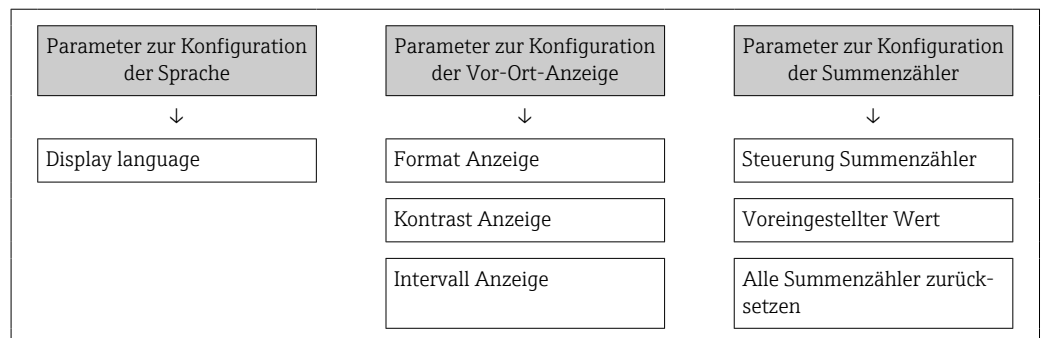 Parameter zur Konfiguration
der Sprache
↓
Display language
Parameter zur Konfiguration
der Vor-Ort-Anzeige
↓
Format Anzeige
Kontrast Anzeige
Intervall Anzeige
Parameter zur Konfiguration
der Summenzähler
↓
Steuerung Summenzähler
Voreingestellter Wert
Alle Summenzähler zurück-
setzen